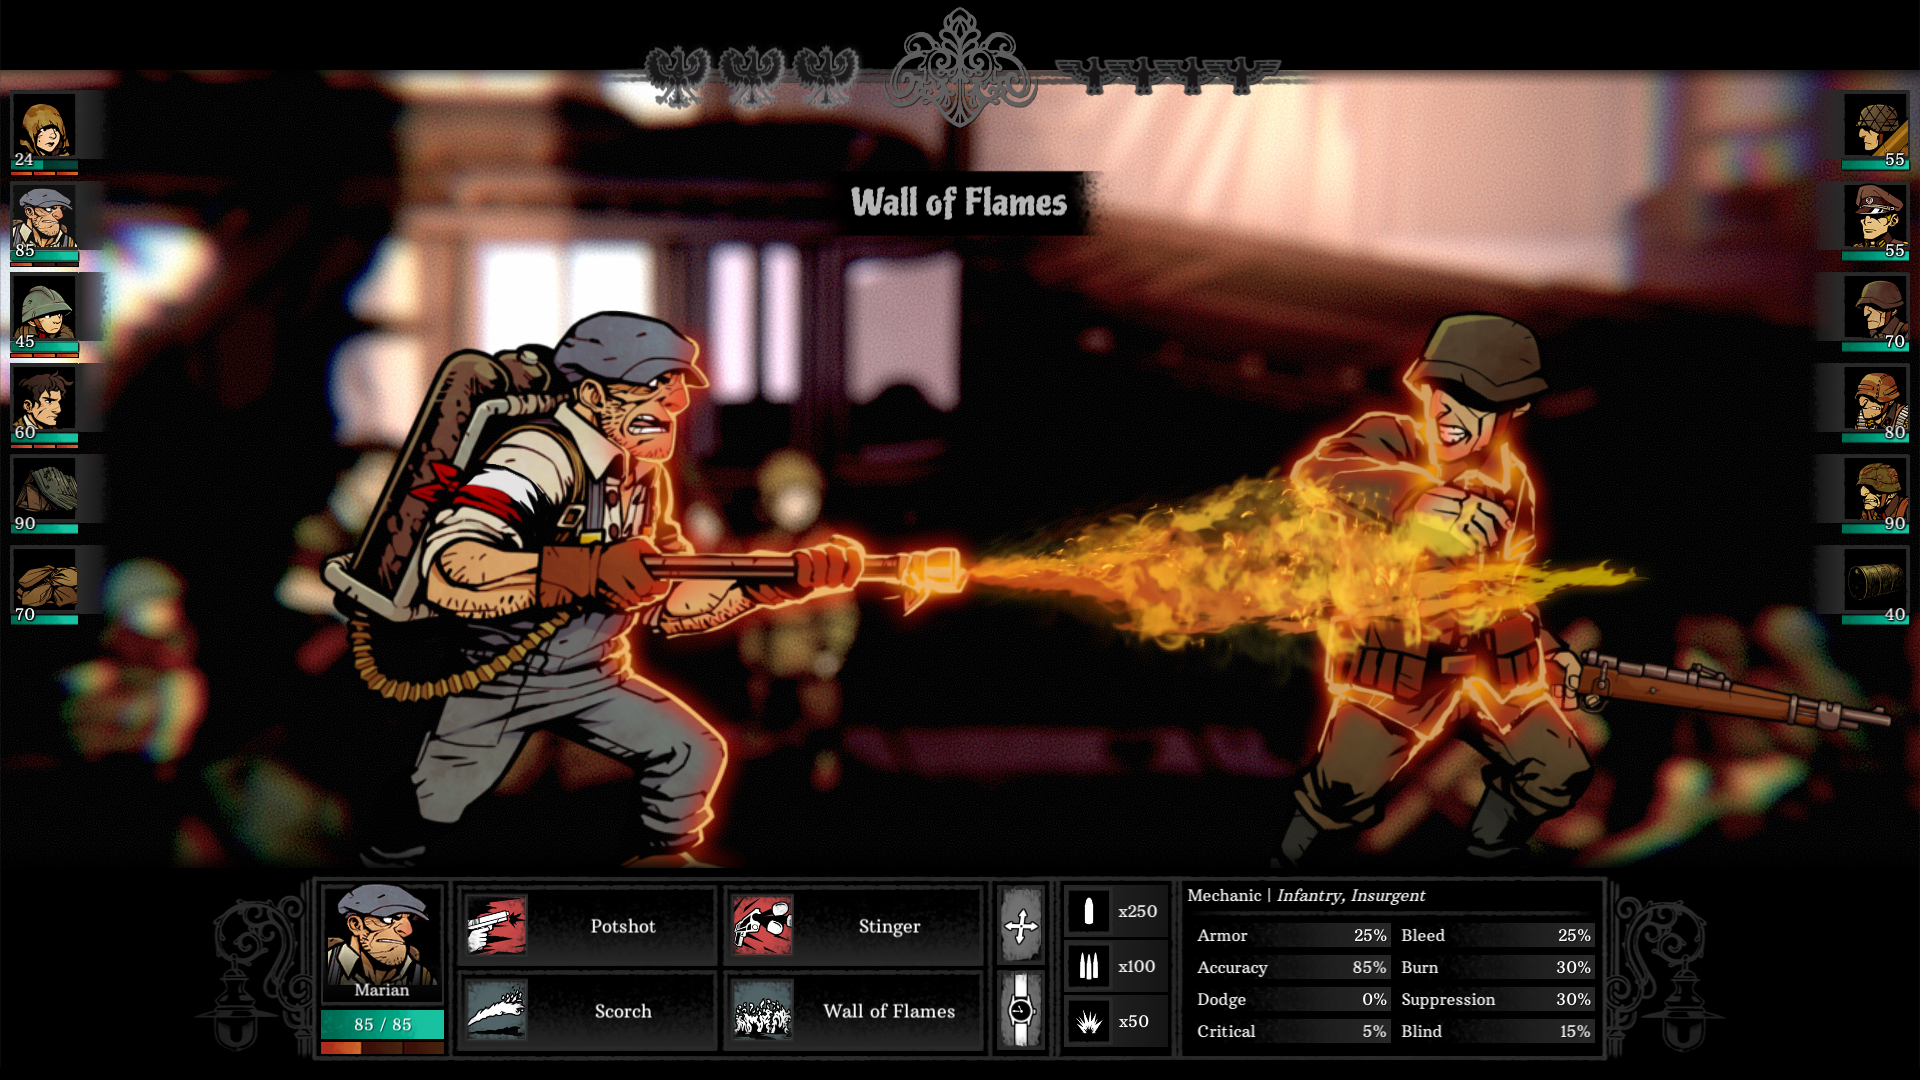 Wall of Flames
24
85
45
60
90
70
55
55
70
80
90
40
Marian
85 / 85
Potshot
Stinger
Scorch
Wall of Flames
x250
x100
x50
Mechanic | Infantry, Insurgent
Armor 25% Bleed 25%
Accuracy 85% Burn 30%
Dodge 0% Suppression 30%
Critical 5% Blind 15%